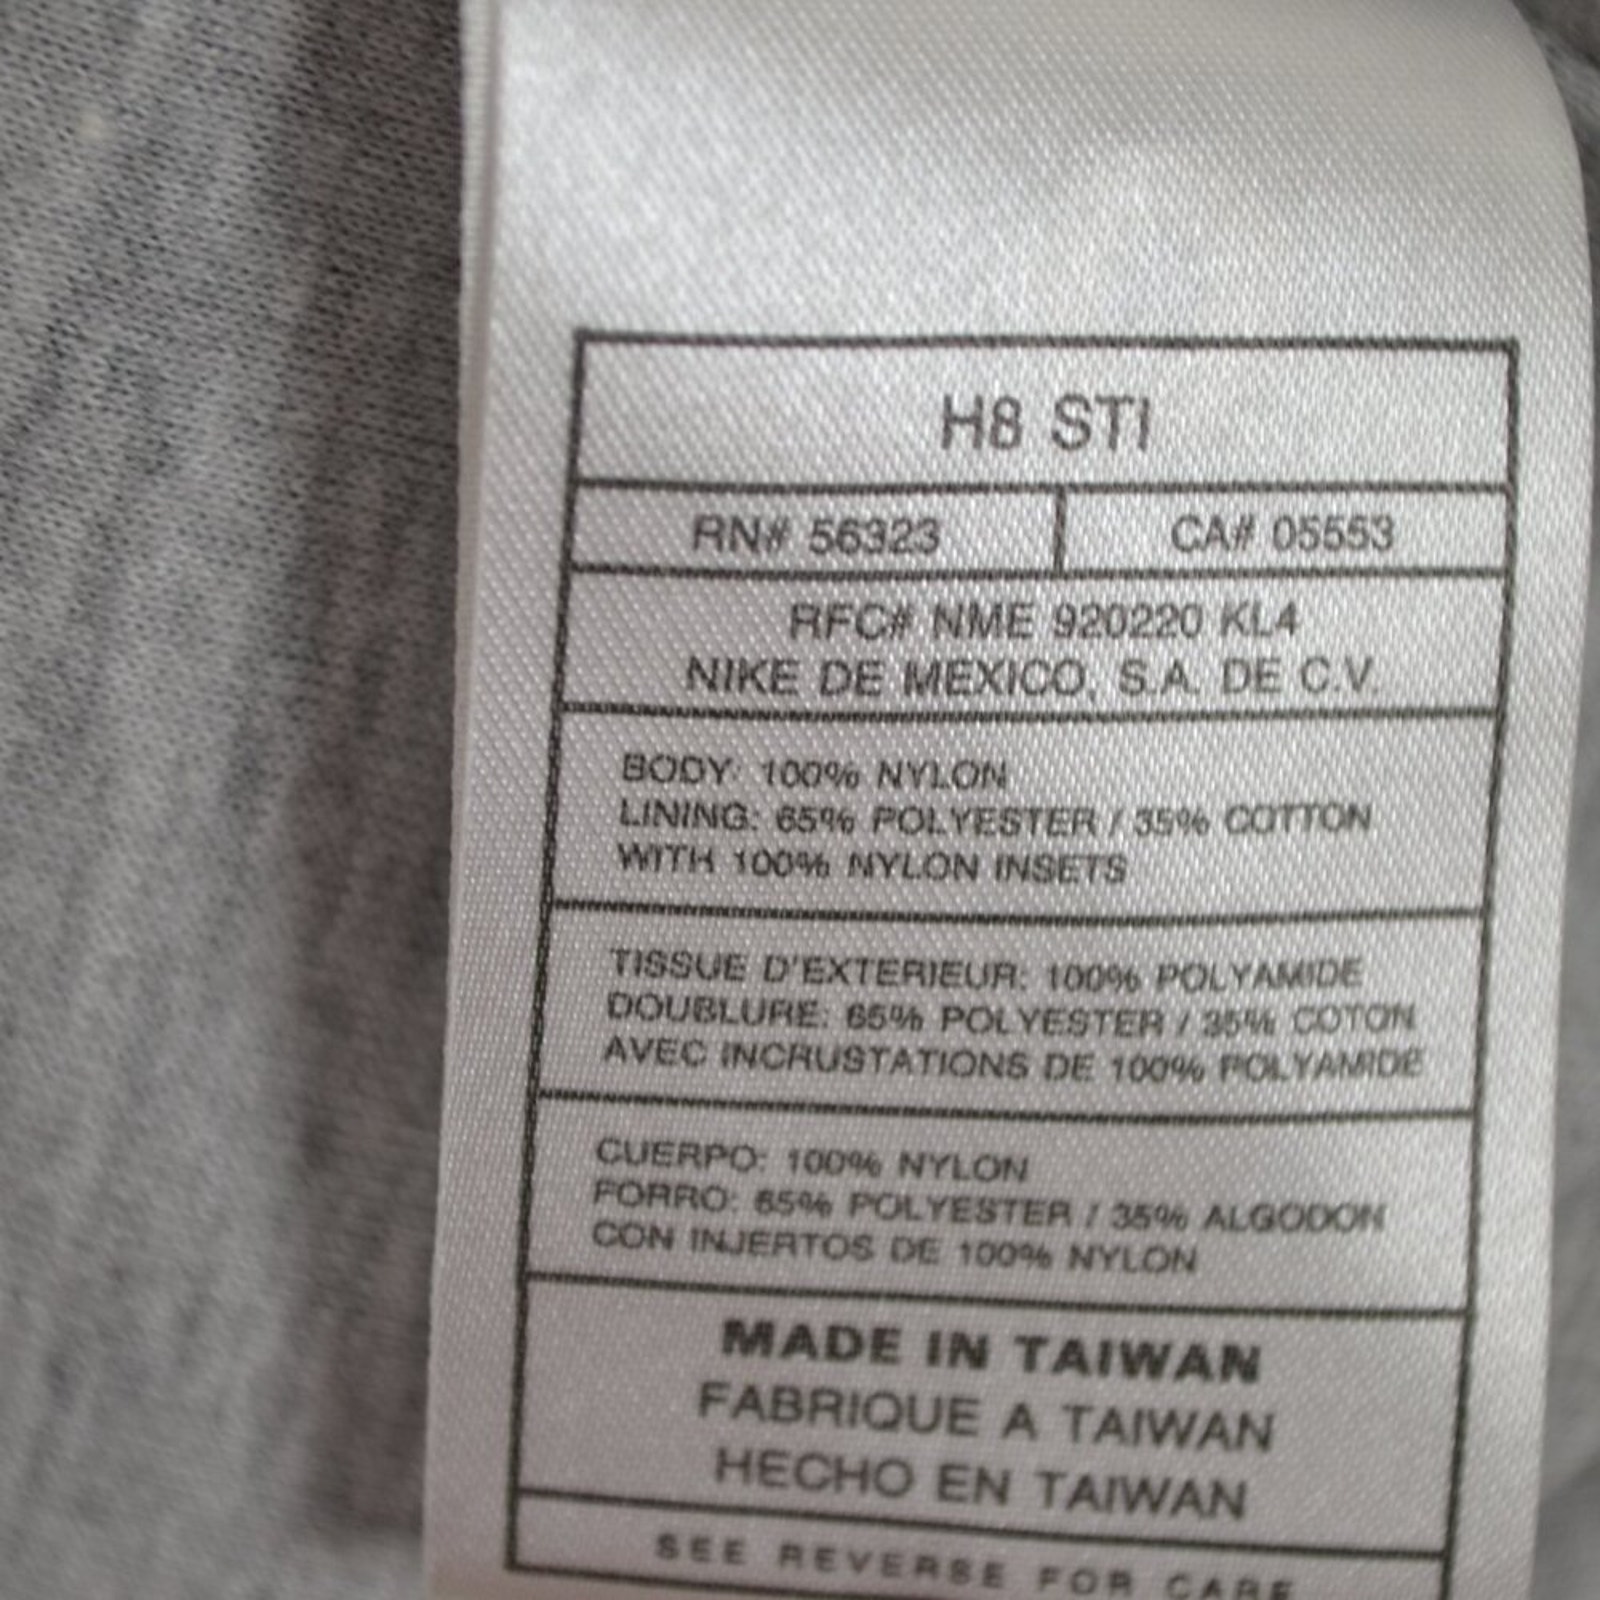 H8 STI
RN# 56323 CA# 05553
RFC# NME 920220 KL4
NIKE DE MEXICO, S.A. DE C.V.
BODY: 100% NYLON
LINING: 65% POLYESTER / 35% COTTON
WITH 100% NYLON INSETS
TISSUE D'EXTERIEUR: 100% POLYAMIDE
DOUBLURE: 65% POLYESTER / 35% COTON
AVEC INCRUSTATIONS DE 100% POLYAMIDE
CUERPO: 100% NYLON
FORRO: 65% POLYESTER / 35% ALGODON
CON INJERTOS DE 100% NYLON
MADE IN TAIWAN
FABRIQUE A TAIWAN
HECHO EN TAIWAN
SEE REVERSE FOR CARE